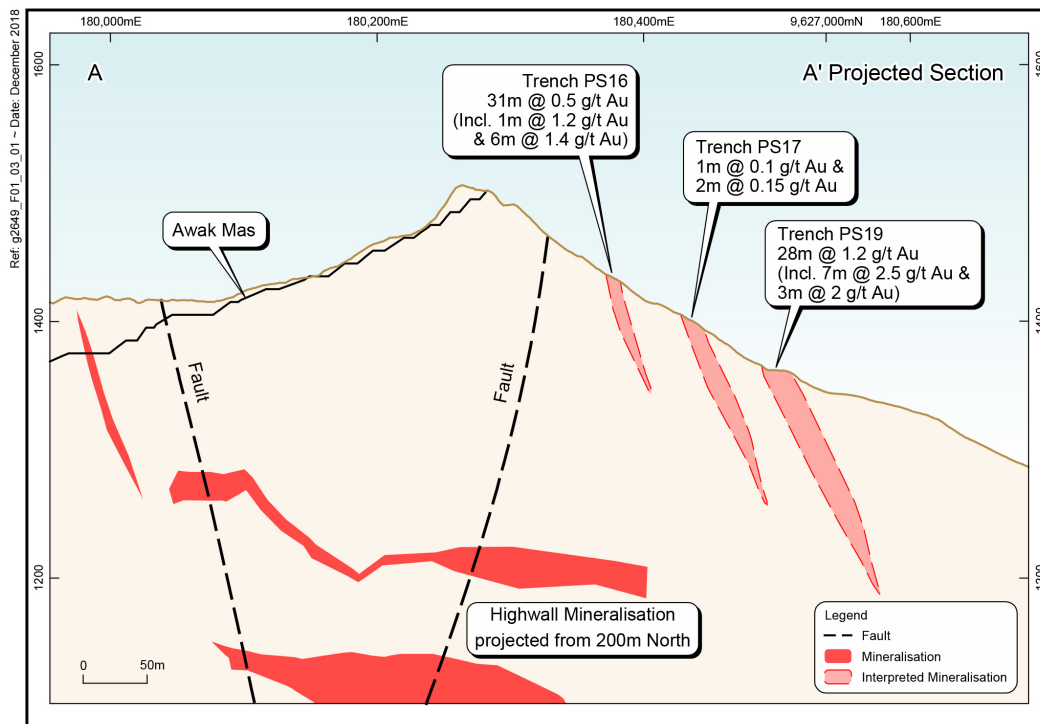 Ref: g2649_F01_03_01 ~ Date: December 2018
180,000mE
180,200mE
180,400mE
9,627,000mN
180,600mE
1600
1600
A
A' Projected Section
Trench PS16
31m @ 0.5 g/t Au
(Incl. 1m @ 1.2 g/t Au
& 6m @ 1.4 g/t Au)
Trench PS17
1m @ 0.1 g/t Au &
2m @ 0.15 g/t Au
Awak Mas
Trench PS19
28m @ 1.2 g/t Au
(Incl. 7m @ 2.5 g/t Au &
3m @ 2 g/t Au)
1400
1400
Fault
Fault
1200
1200
Highwall Mineralisation
projected from 200m North
0 50m
Legend
Fault
Mineralisation
Interpreted Mineralisation